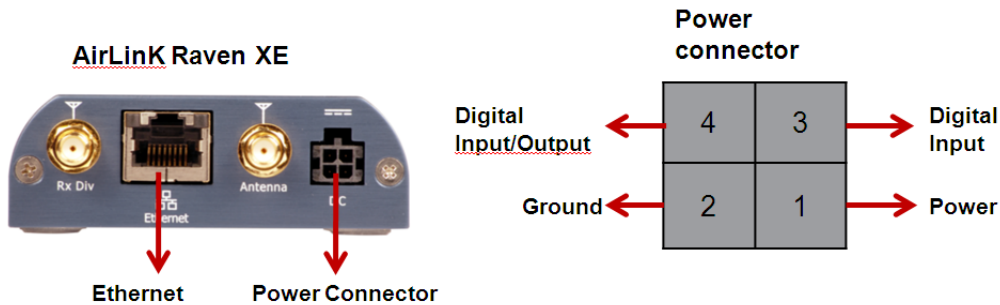 AirLinK Raven XE
Rx Div
Ethernet
Antenna
DC
Ethernet
Power Connector
Power
connector
Digital
Input/Output
4
3
Digital
Input
Ground
2
1
Power